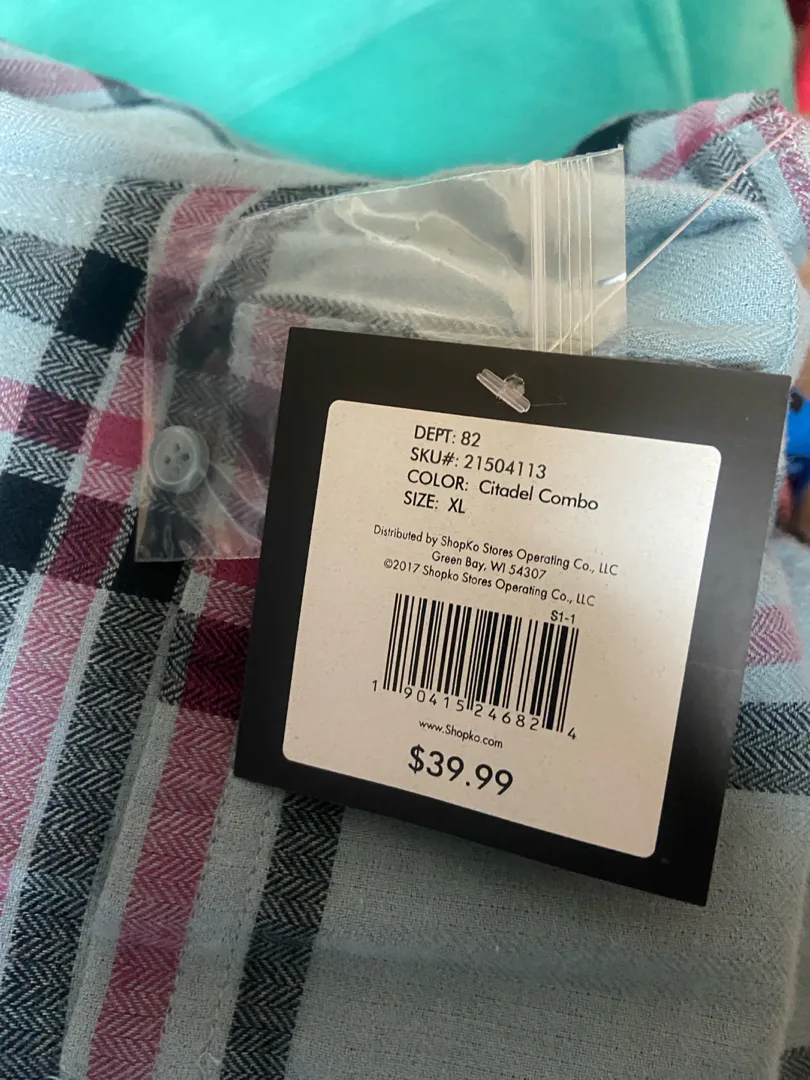 DEPT: 82
SKU#: 21504113
COLOR: Citadel Combo
SIZE: XL
Distributed by ShopKo Stores Operating Co., LLC
Green Bay, WI 54307
©2017 Shopko Stores Operating Co., LLC
S1-1
1 90415 24682 4
www.Shopko.com
$39.99